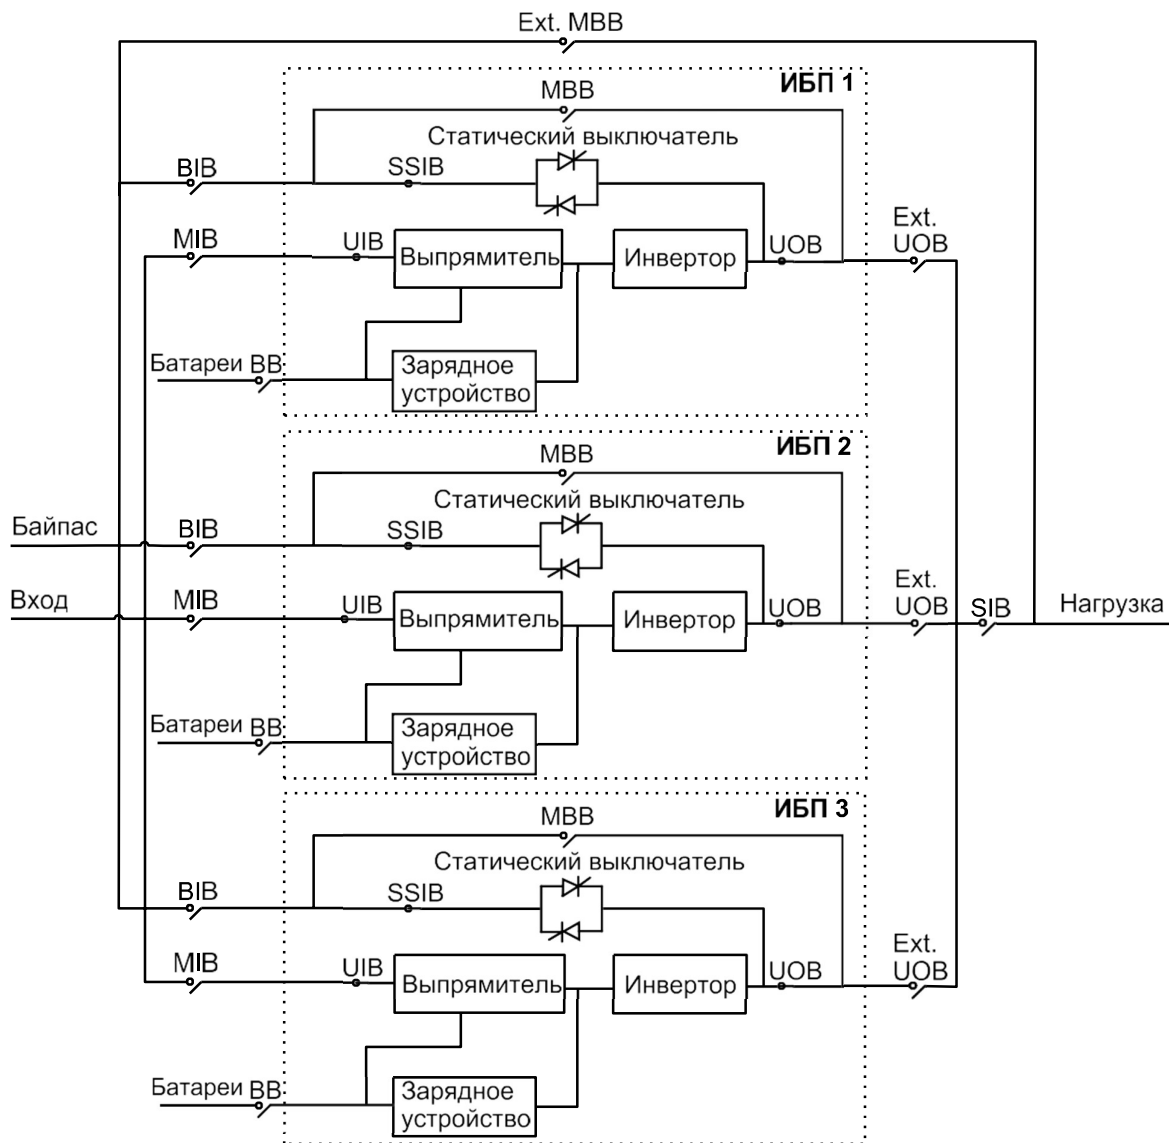 Ext. MBB
ИБП 1
MBB
Статический выключатель
BIB
SSIB
MIB
UIB
Выпрямитель
Инвертор
UOB
Ext.
UOB
Батареи BB
Зарядное
устройство
ИБП 2
MBB
Статический выключатель
Байпас
BIB
SSIB
Вход
MIB
UIB
Выпрямитель
Инвертор
UOB
Ext.
UOB
SIB
Нагрузка
Батареи BB
Зарядное
устройство
ИБП 3
MBB
Статический выключатель
BIB
SSIB
MIB
UIB
Выпрямитель
Инвертор
UOB
Ext.
UOB
Батареи BB
Зарядное
устройство